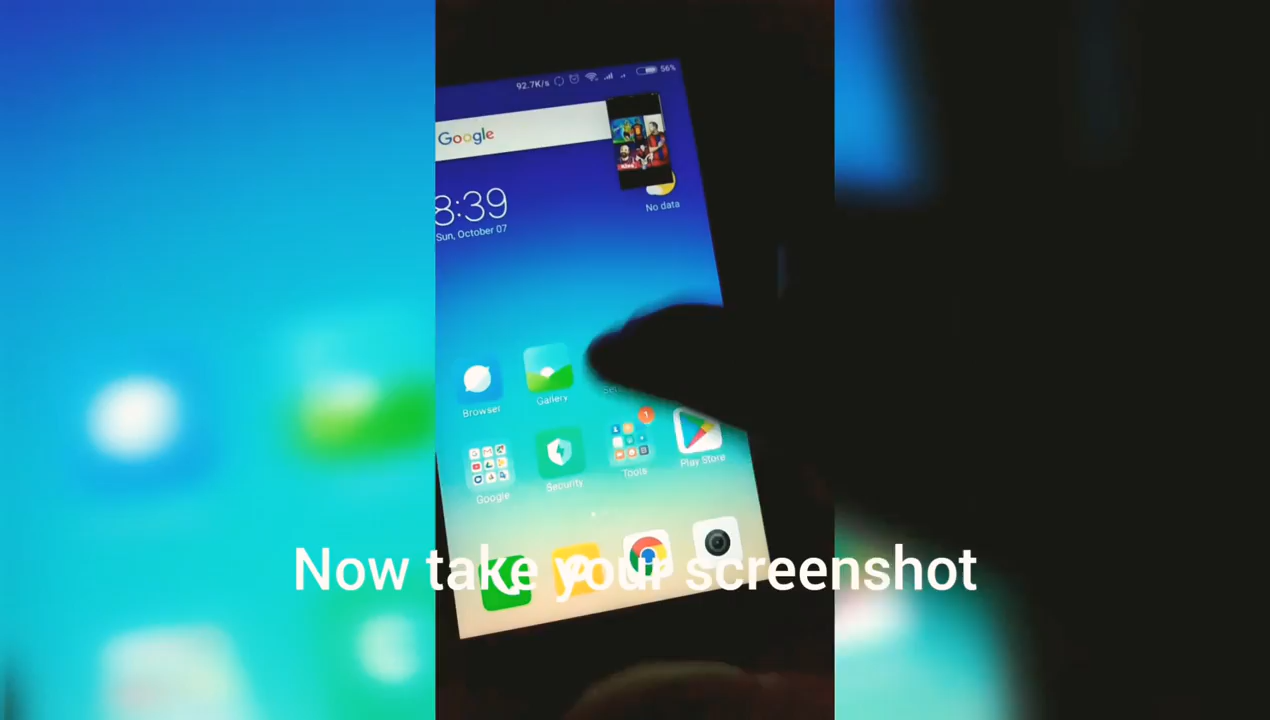 92.7K/s
56%
Google
8:39
Sun, October 07
No data
Browser
Gallery
1
Google
Security
Tools
Play Store
Now take your screenshot